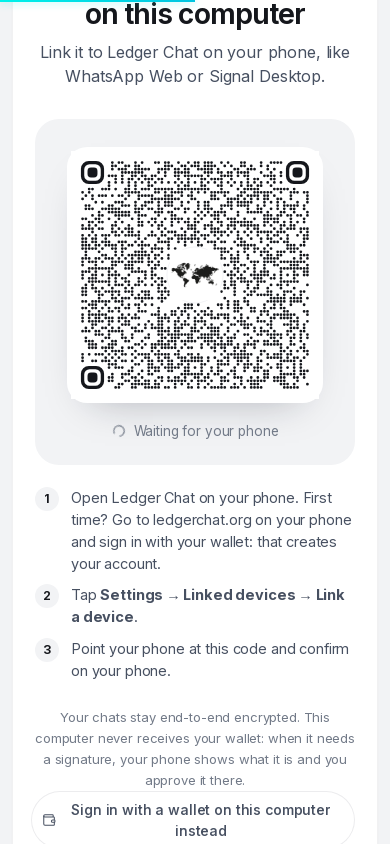 on this computer
Link it to Ledger Chat on your phone, like
WhatsApp Web or Signal Desktop.
Waiting for your phone
1 Open Ledger Chat on your phone. First
time? Go to ledgerchat.org on your phone
and sign in with your wallet: that creates
your account.
2 Tap Settings → Linked devices → Link
a device.
3 Point your phone at this code and confirm
on your phone.
Your chats stay end-to-end encrypted. This
computer never receives your wallet: when it needs
a signature, your phone shows what it is and you
approve it there.
Sign in with a wallet on this computer
instead